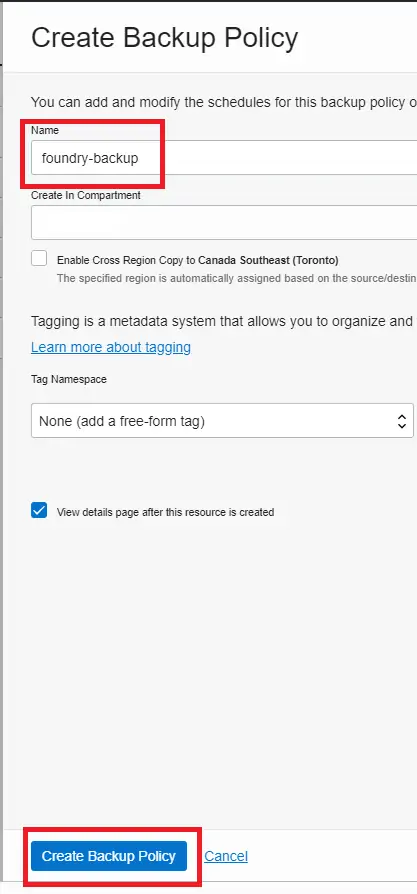 Create Backup Policy
You can add and modify the schedules for this backup policy o
Name
foundry-backup
Create In Compartment
Enable Cross Region Copy to Canada Southeast (Toronto)
The specified region is automatically assigned based on the source/destin
Tagging is a metadata system that allows you to organize and
Learn more about tagging
Tag Namespace
None (add a free-form tag)
View details page after this resource is created
Create Backup Policy Cancel